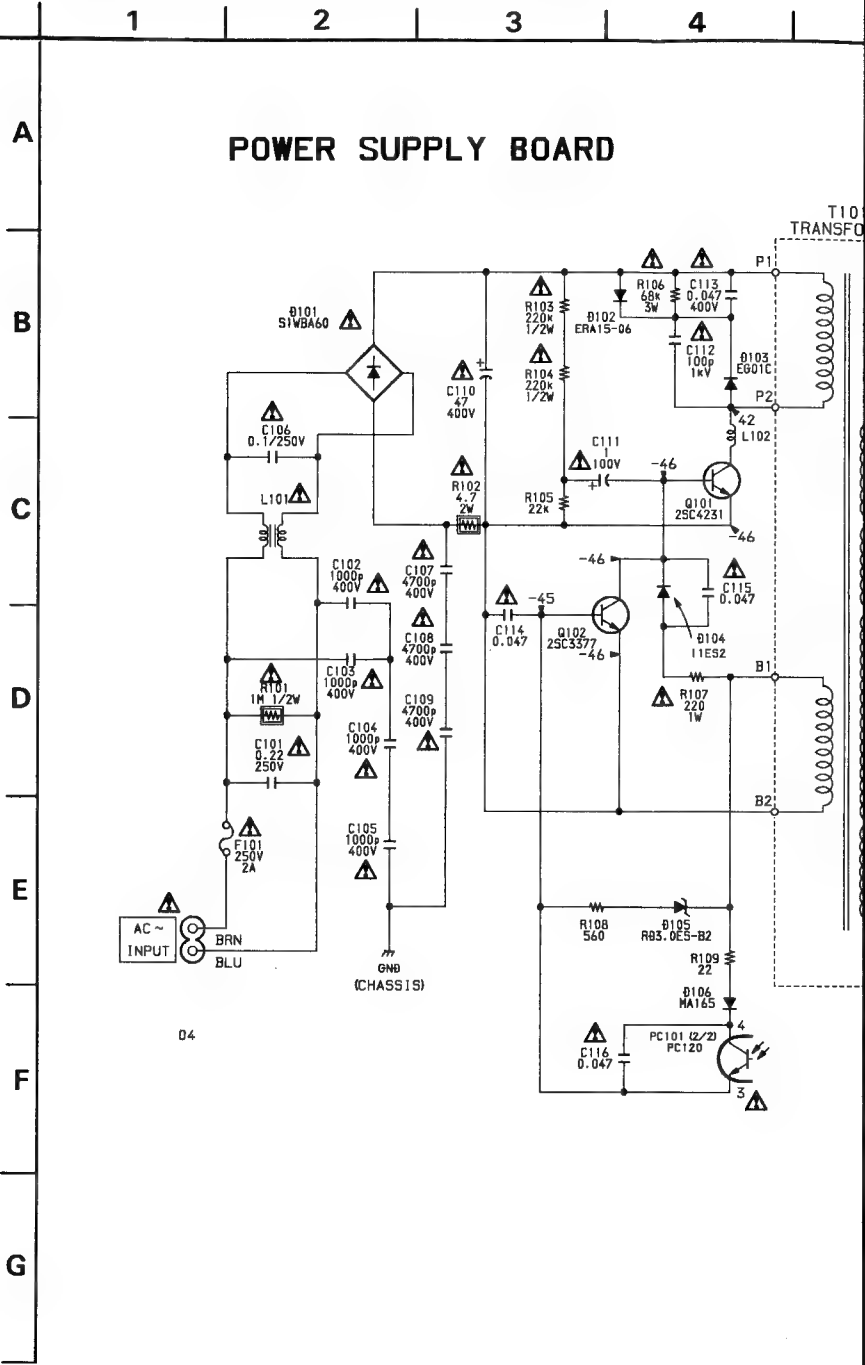 1 2 3 4
A
B
C
D
E
F
G
POWER SUPPLY BOARD
T10
TRANSFO
P1
D101
S1WBA60
R103
220k
1/2W
R104
220k
1/2W
D102
ERA15-06
R106
68k
3W
C113
0.047
400V
C112
100p
1kV
D103
EG01C
P2
42
L102
C110
47
400V
C106
0.1/250V
L101
R102
4.7
2W
C111
1
100V
+
+
-46
R105
22k
Q101
2SC4231
-46
C102
1000p
400V
C107
4700p
400V
-46
C115
0.047
-45
C114
0.047
Q102
2SC3377
-46
D104
11ES2
C108
4700p
400V
C103
1000p
400V
R101
1M 1/2W
C109
4700p
400V
C104
1000p
400V
C101
0.22
250V
R107
220
1W
B1
B2
F101
250V
2A
C105
1000p
400V
AC ~
INPUT
BRN
BLU
GND
(CHASSIS)
R108
560
D105
RD3.0ES-B2
R109
22
D106
MA165
04
C116
0.047
PC101 (2/2)
PC120
4
3